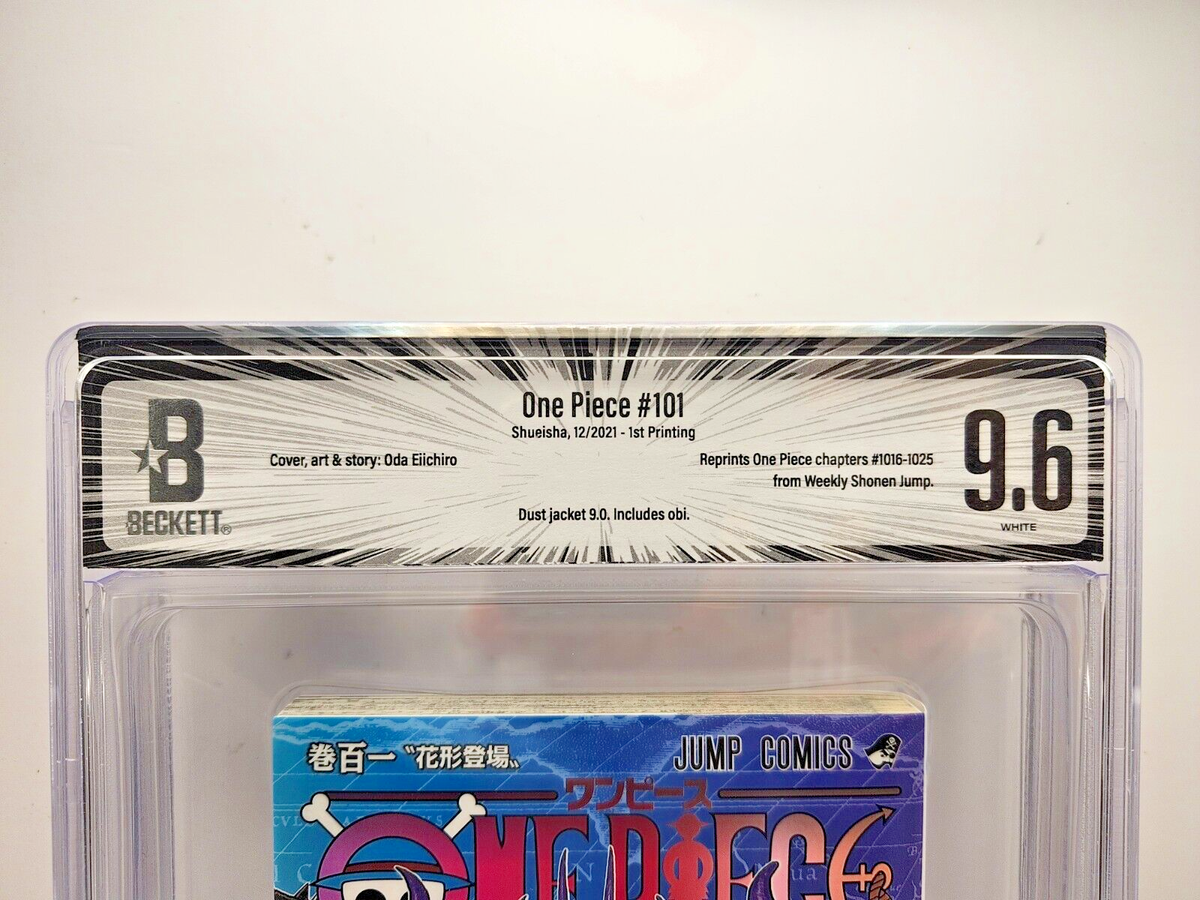 One Piece #101
Shueisha, 12/2021 - 1st Printing
Cover, art & story: Oda Eiichiro
Reprints One Piece chapters #1016-1025
from Weekly Shonen Jump.
Dust jacket 9.0. Includes obi.
B
BECKETT®
9.6
WHITE
巻百一 〝花形登場〟
JUMP COMICS
ワンピース
ONE PIECE